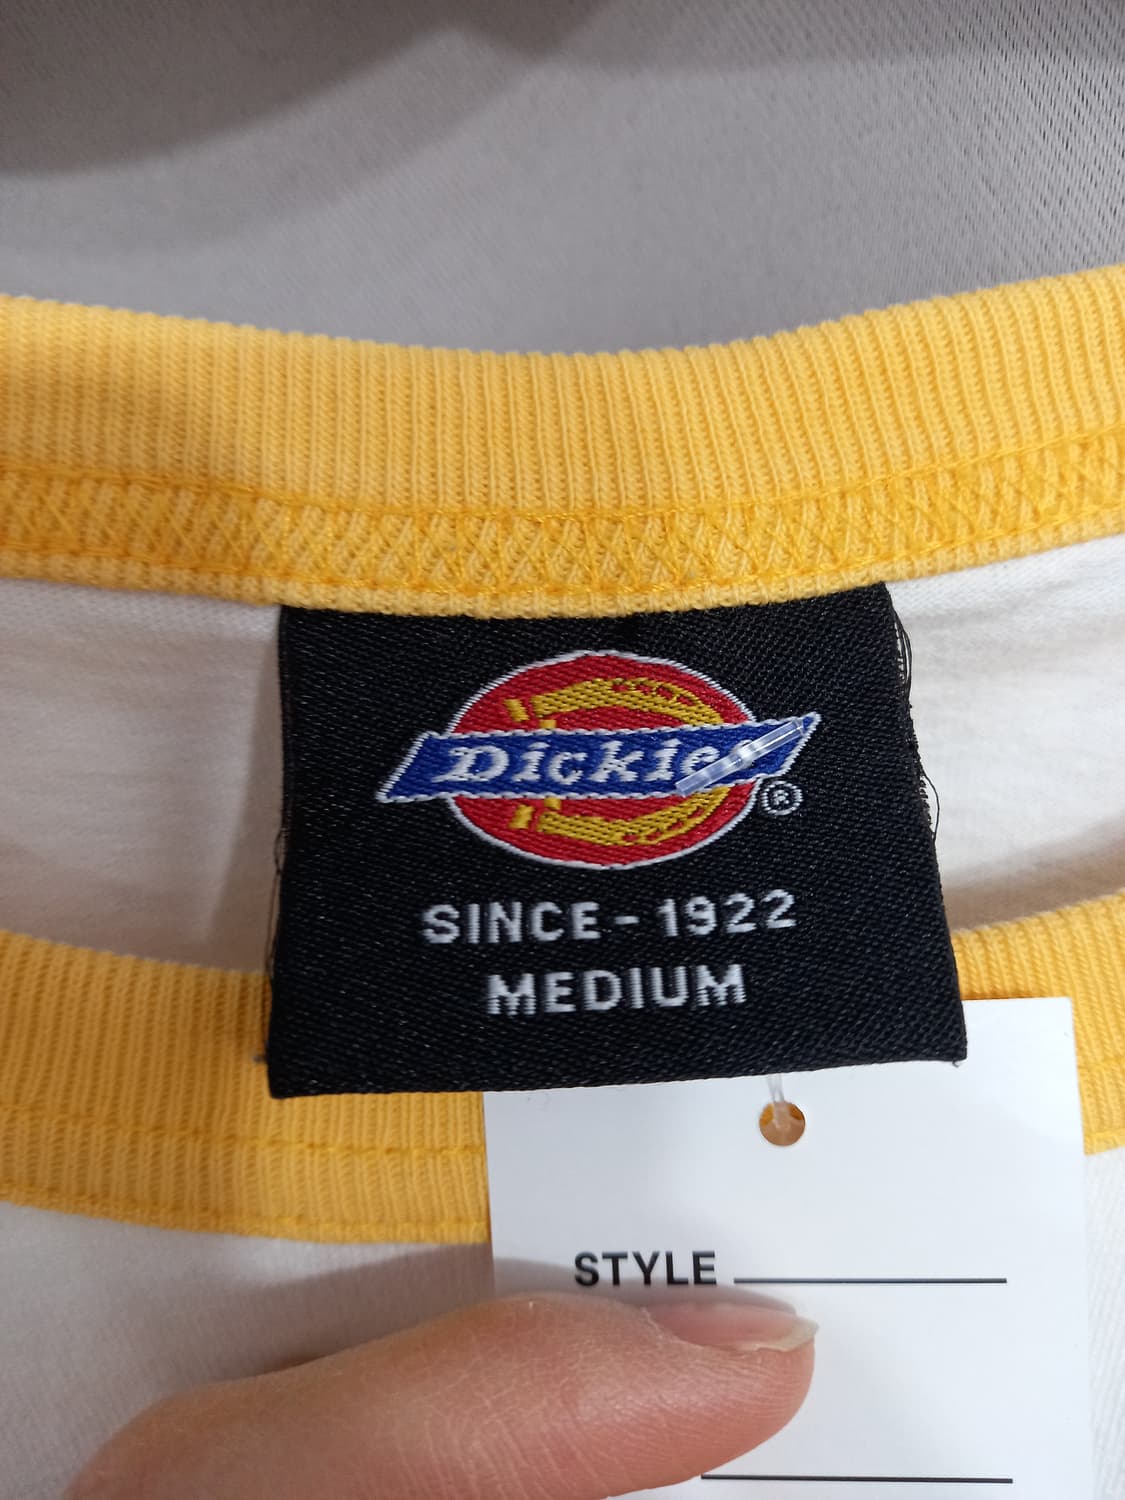 Dickies
®
SINCE-1922
MEDIUM
STYLE